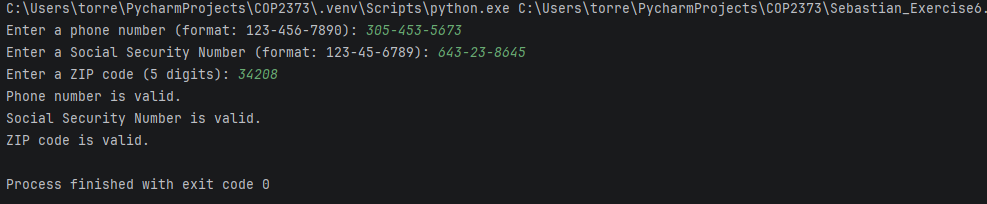 C:\Users\torre\PycharmProjects\COP2373\.venv\Scripts\python.exe C:\Users\torre\PycharmProjects\COP2373\Sebastian_Exercise6.
Enter a phone number (format: 123-456-7890): 305-453-5673
Enter a Social Security Number (format: 123-45-6789): 643-23-8645
Enter a ZIP code (5 digits): 34208
Phone number is valid.
Social Security Number is valid.
ZIP code is valid.
Process finished with exit code 0